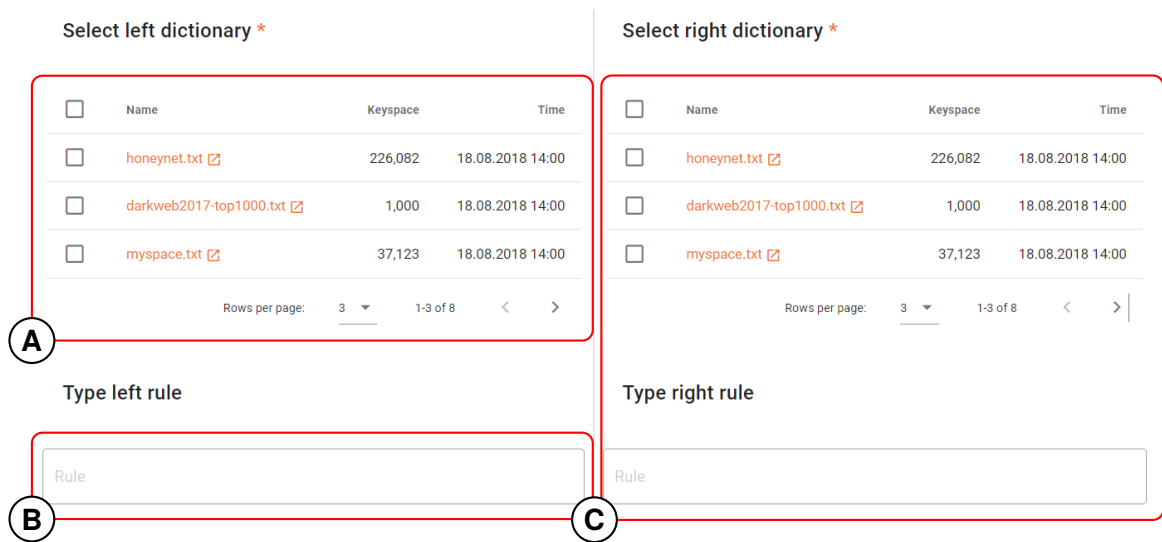 Select left dictionary *
Name Keyspace Time
honeynet.txt 226,082 18.08.2018 14:00
darkweb2017-top1000.txt 1,000 18.08.2018 14:00
myspace.txt 37,123 18.08.2018 14:00
Rows per page: 3 1-3 of 8
A
Type left rule
Rule
B
Select right dictionary *
Name Keyspace Time
honeynet.txt 226,082 18.08.2018 14:00
darkweb2017-top1000.txt 1,000 18.08.2018 14:00
myspace.txt 37,123 18.08.2018 14:00
Rows per page: 3 1-3 of 8
Type right rule
Rule
C